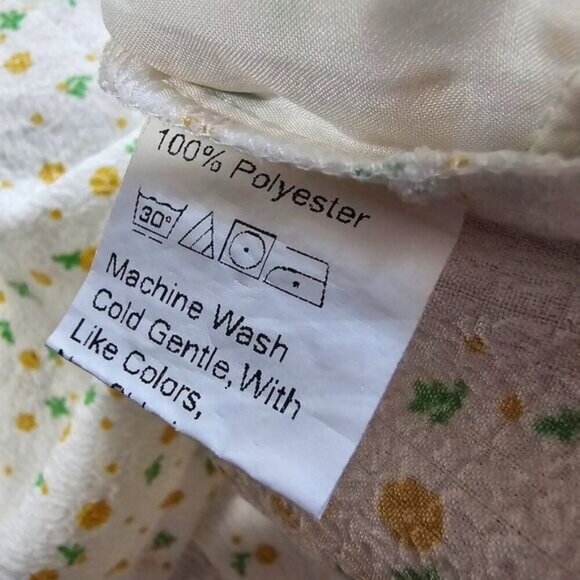 100% Polyester
30°
Machine Wash
Cold Gentle, With
Like Colors,